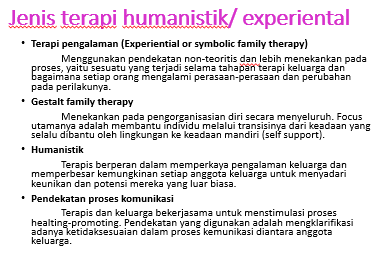 Jenis terapi humanistik/ experiental
• Terapi pengalaman (Experiential or symbolic family therapy)
Menggunakan pendekatan non-teoritis dan lebih menekankan pada
proses, yaitu sesuatu yang terjadi selama tahapan terapi keluarga dan
bagaimana setiap orang mengalami perasaan-perasaan dan perubahan
pada perilakunya.
• Gestalt family therapy
Menekankan pada pengorganisasian diri secara menyeluruh. Focus
utamanya adalah membantu individu melalui transisinya dari keadaan yang
selalu dibantu oleh lingkungan ke keadaan mandiri (self support).
• Humanistik
Terapis berperan dalam memperkaya pengalaman keluarga dan
memperbesar kemungkinan setiap anggota keluarga untuk menyadari
keunikan dan potensi mereka yang luar biasa.
• Pendekatan proses komunikasi
Terapis dan keluarga bekerjasama untuk menstimulasi proses
healting-promoting. Pendekatan yang digunakan adalah mengklarifikasi
adanya ketidaksesuaian dalam proses komunikasi diantara anggota
keluarga.